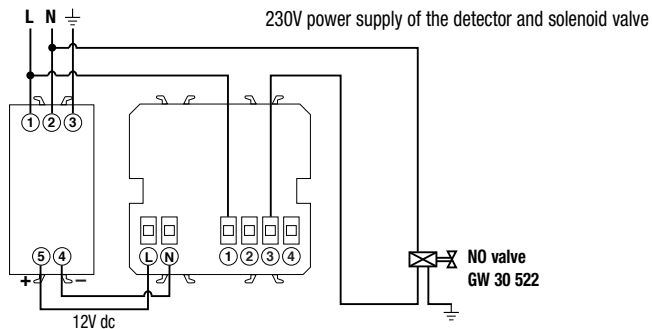 L N
230V power supply of the detector and solenoid valve
1 2 3
5 4
+ −
L N 1 2 3 4
NO valve
GW 30 522
12V dc